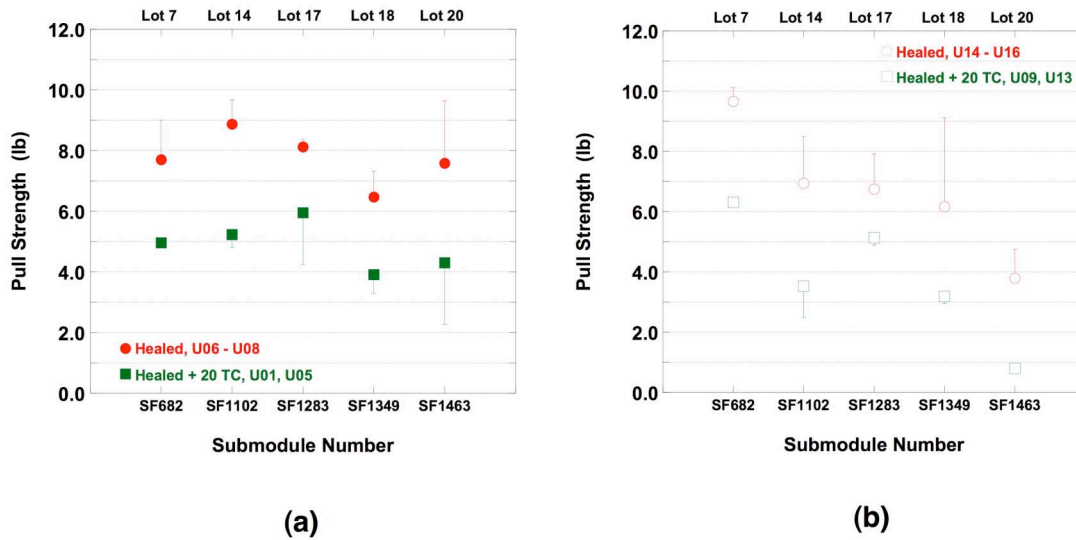 Lot 7 Lot 14 Lot 17 Lot 18 Lot 20
12.0
10.0
8.0
6.0
4.0
2.0
0.0
Pull Strength (lb)
Healed, U06 - U08
Healed + 20 TC, U01, U05
SF682 SF1102 SF1283 SF1349 SF1463
Submodule Number
(a)
Lot 7 Lot 14 Lot 17 Lot 18 Lot 20
12.0
10.0
8.0
6.0
4.0
2.0
0.0
Pull Strength (lb)
Healed, U14 - U16
Healed + 20 TC, U09, U13
SF682 SF1102 SF1283 SF1349 SF1463
Submodule Number
(b)